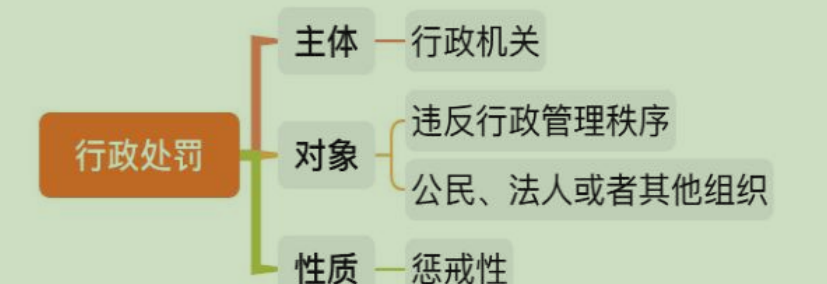 行政处罚
主体
行政机关
对象
违反行政管理秩序
公民、法人或者其他组织
性质
惩戒性